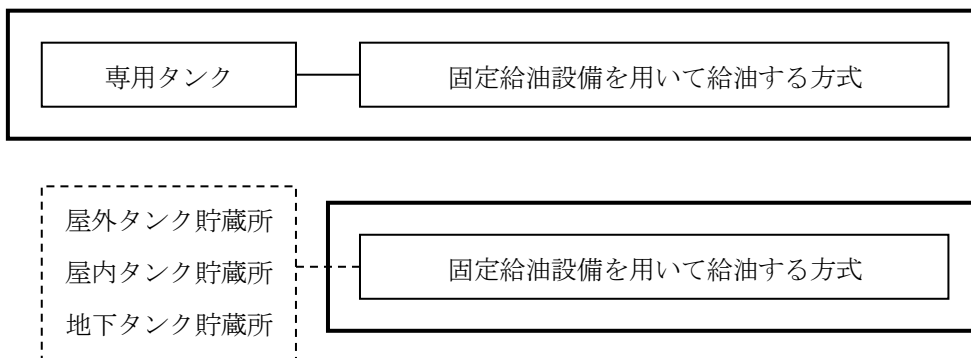 専用タンク
固定給油設備を用いて給油する方式
屋外タンク貯蔵所
屋内タンク貯蔵所
地下タンク貯蔵所
固定給油設備を用いて給油する方式